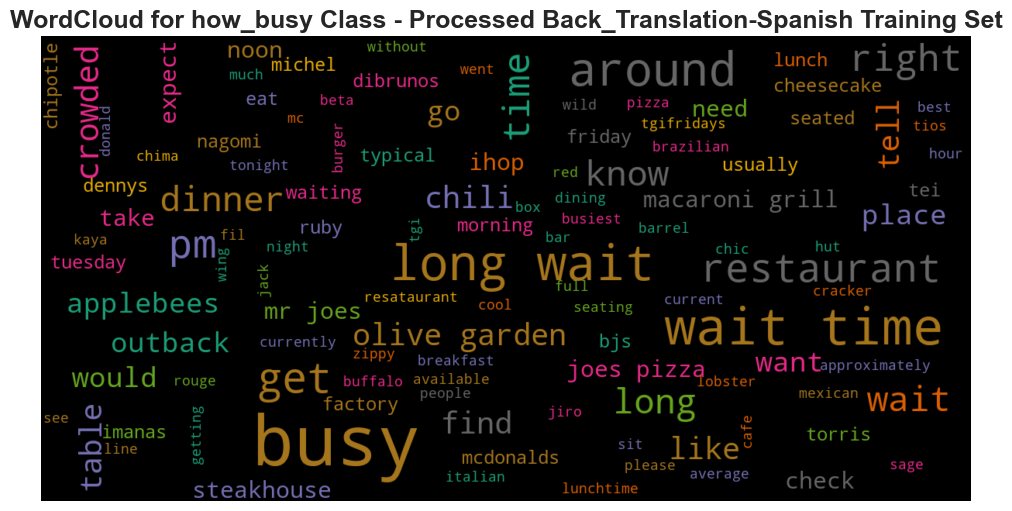 WordCloud for how_busy Class - Processed Back_Translation-Spanish Training Set
chipotle
crowded
donald
expect
noon
michel
without
much
went
dibrunos
eat
beta
mc
nagomi
chima
tonight
burger
typical
go
time
ihop
around
wild
pizza
need
friday
tgifridays
brazilian
lunch
right
cheesecake
seated
tell
best
tios
hour
usually
dennys
take
kaya
tuesday
dinner
waiting
chili
box
red
know
dining
busiest
macaroni grill
barrel
tei
place
pm
fil
wing
night
ruby
tgi
morning
bar
jack
long wait
full
chic
hut
restaurant
cracker
applebees
mr joes
resataurant
cool
seating
current
outback
currently
olive garden
zippy
breakfast
bjs
wait time
would
rouge
get
buffalo
available
people
joes pizza
lobster
want
approximately
mexican
wait
see
table
imanas
line
getting
factory
busy
find
jiro
long
sit
like
cafe
torris
mcdonalds
italian
please
average
check
sage
steakhouse
lunchtime